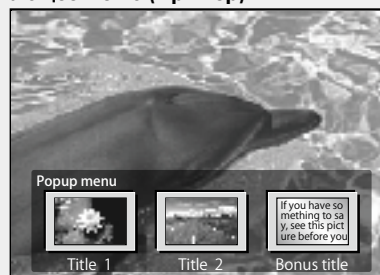 Popup menu
If you have so
mething to sa
y, see this pict
ure before you
Title 1
Title 2
Bonus title